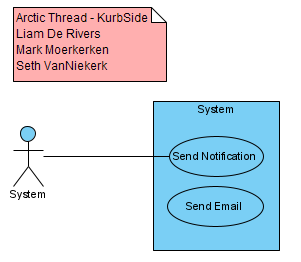 Arctic Thread - KurbSide
Liam De Rivers
Mark Moerkerken
Seth VanNiekerk
System
Send Notification
System
Send Email